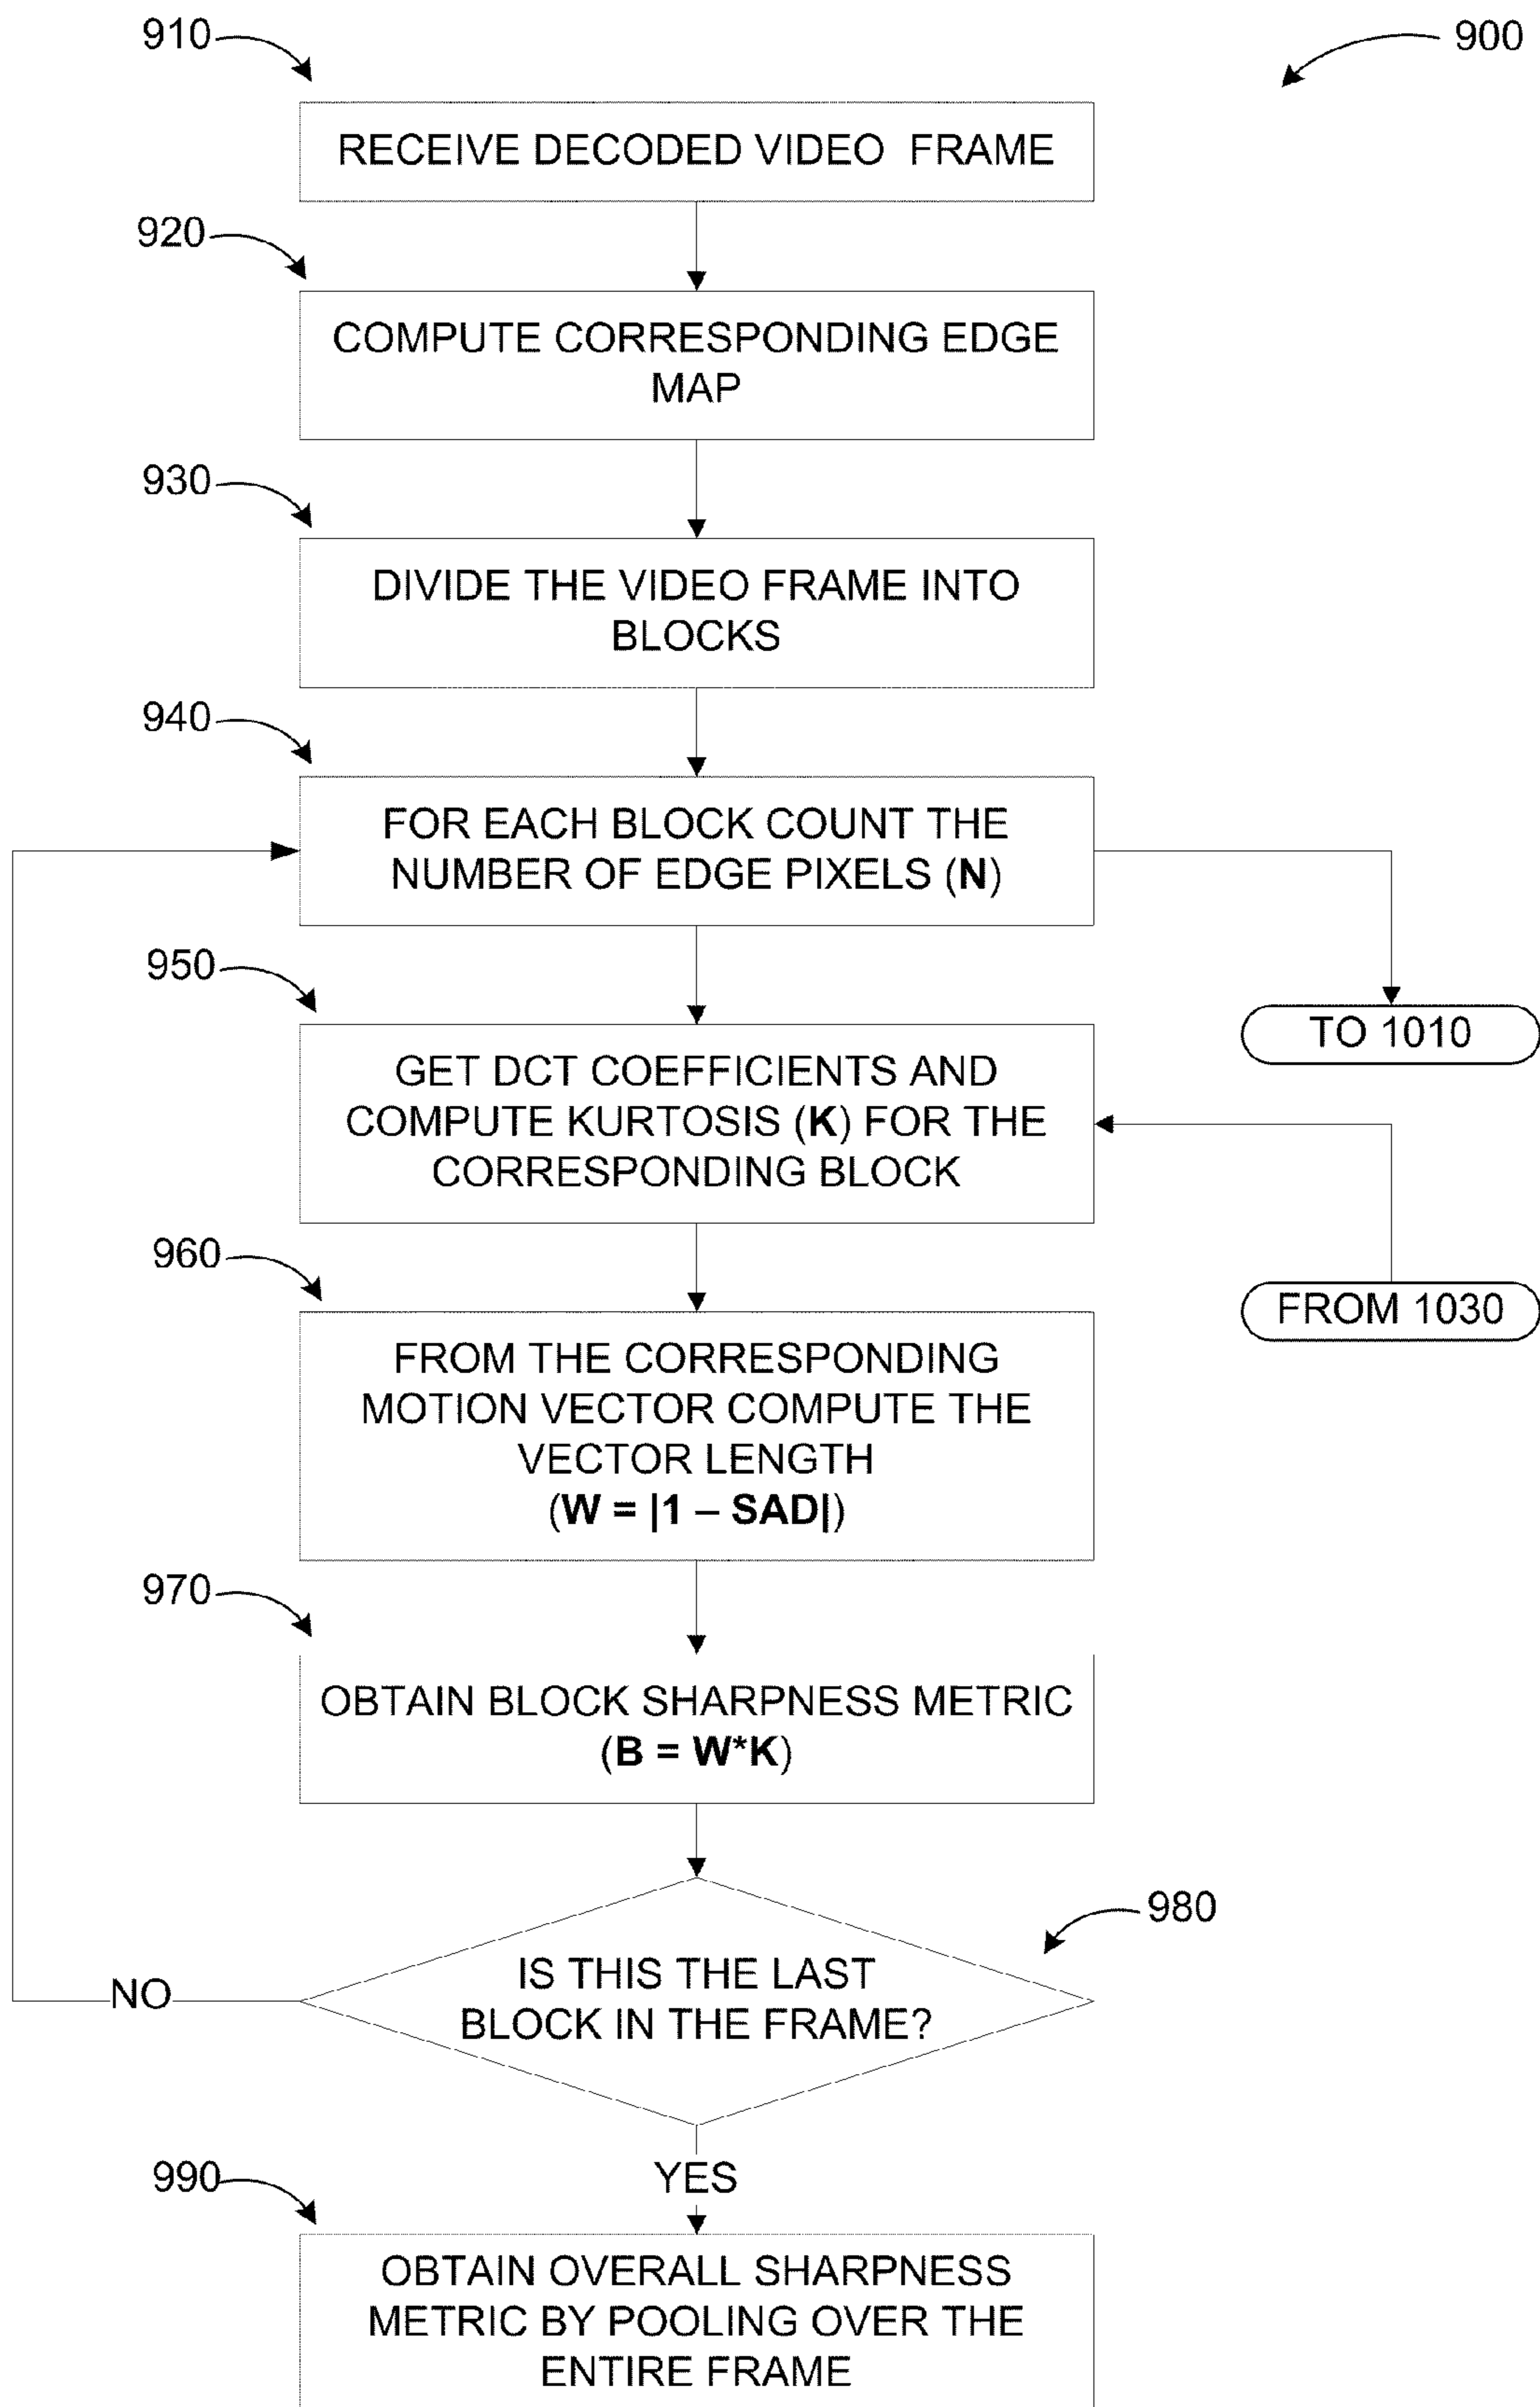 910
900
RECEIVE DECODED VIDEO FRAME
920
COMPUTE CORRESPONDING EDGE
MAP
930
DIVIDE THE VIDEO FRAME INTO
BLOCKS
940
FOR EACH BLOCK COUNT THE
NUMBER OF EDGE PIXELS (N)
950
TO 1010
GET DCT COEFFICIENTS AND
COMPUTE KURTOSIS (K) FOR THE
CORRESPONDING BLOCK
960
FROM 1030
FROM THE CORRESPONDING
MOTION VECTOR COMPUTE THE
VECTOR LENGTH
(W = |1 – SAD|)
970
OBTAIN BLOCK SHARPNESS METRIC
(B = W*K)
980
IS THIS THE LAST
BLOCK IN THE FRAME?
NO
YES
990
OBTAIN OVERALL SHARPNESS
METRIC BY POOLING OVER THE
ENTIRE FRAME